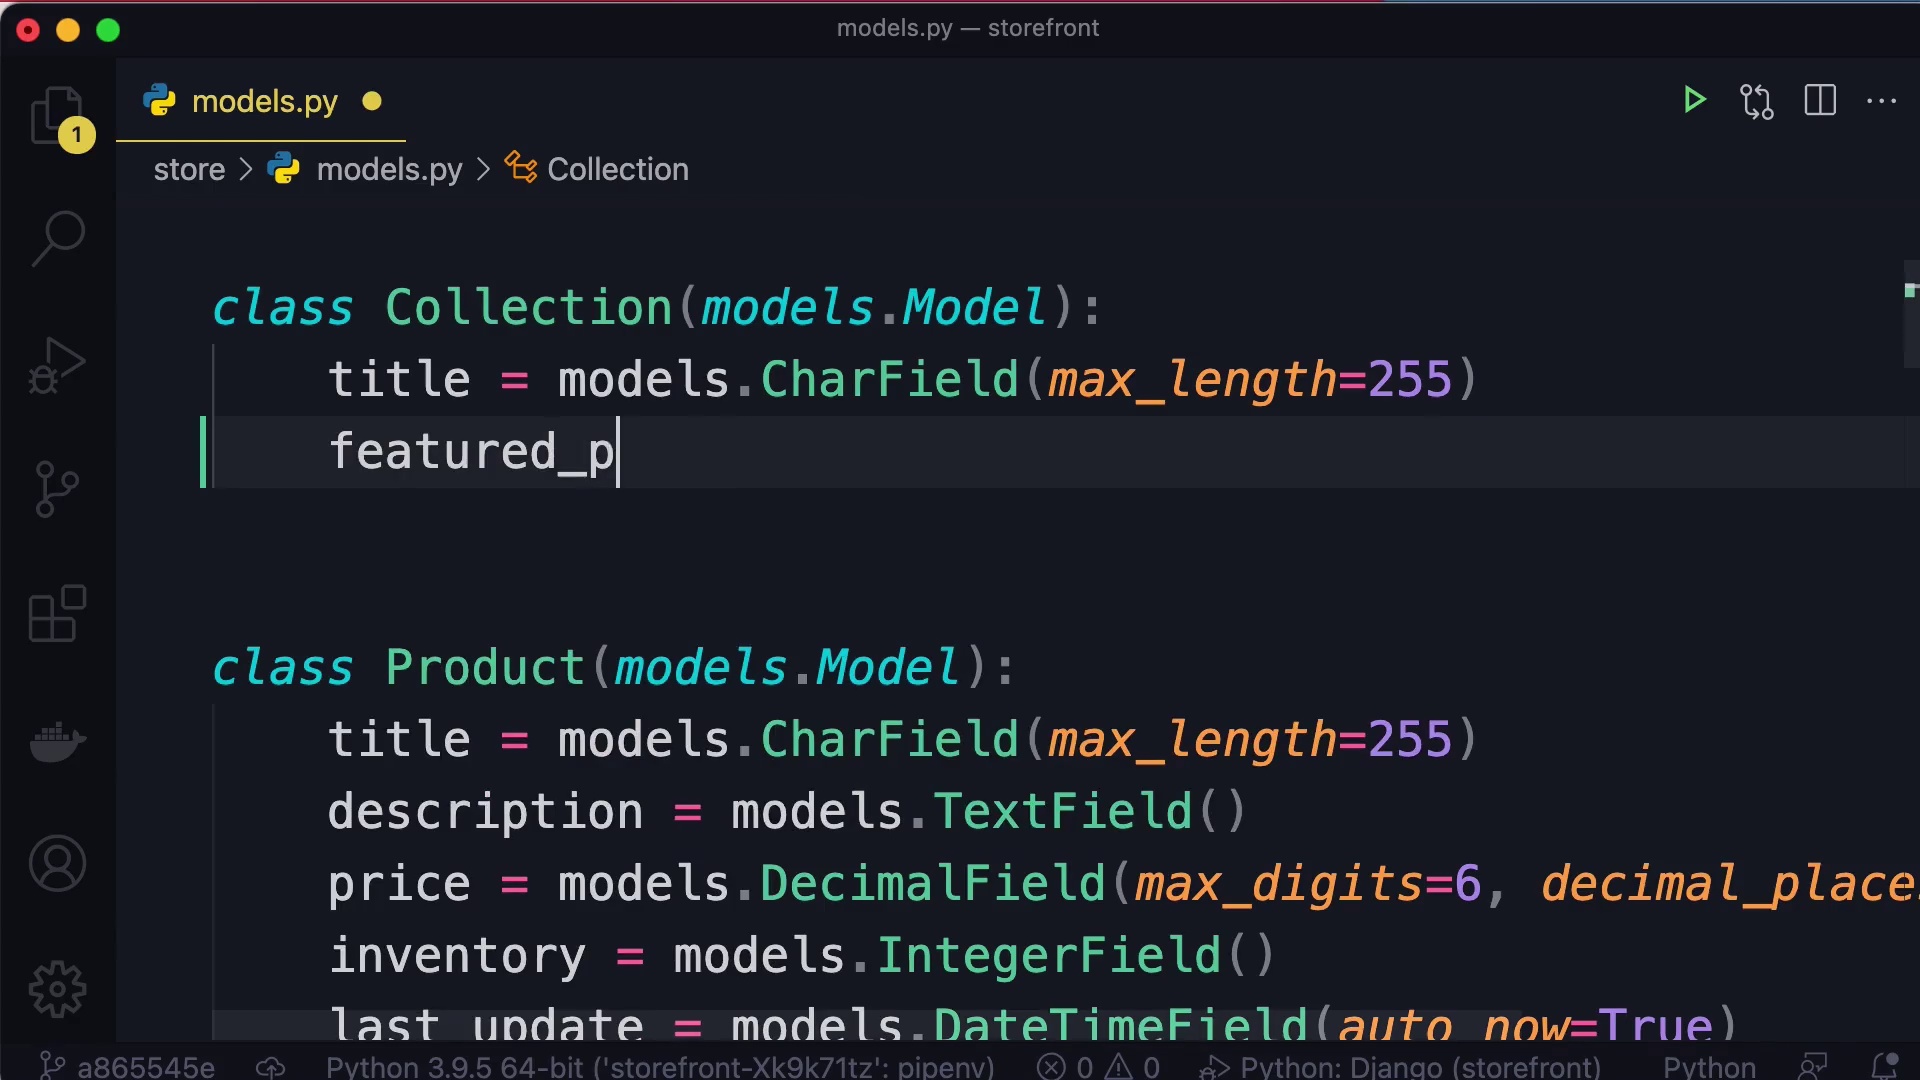 models.py — storefront
models.py
1
store > models.py > Collection
class Collection(models.Model):
title = models.CharField(max_length=255)
featured_p
class Product(models.Model):
title = models.CharField(max_length=255)
description = models.TextField()
price = models.DecimalField(max_digits=6, decimal_place
inventory = models.IntegerField()
last_update = models.DateTimeField(auto_now=True)
a865545e Python 3.9.5 64-bit ('storefront-Xk9k71tz': pipenv) 0 0 Python: Django (storefront) Python